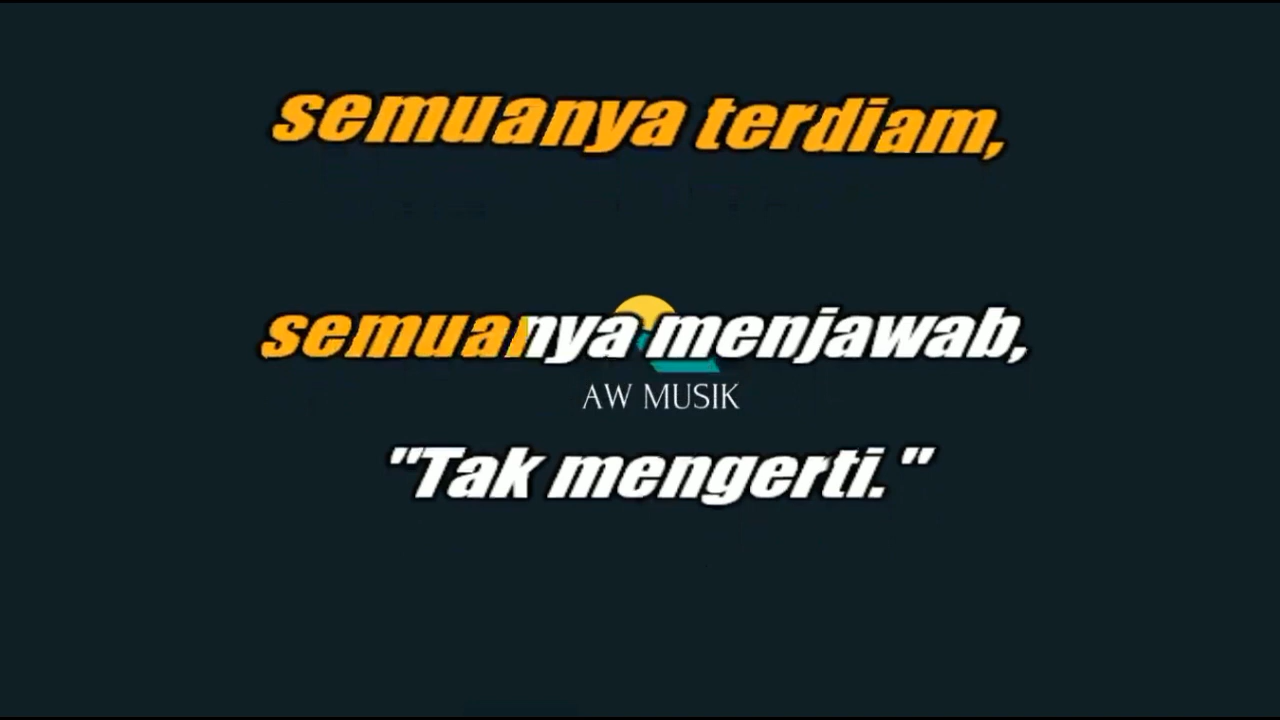 semuanya terdiam,
semuanya menjawab,
AW MUSIK
"Tak mengerti."